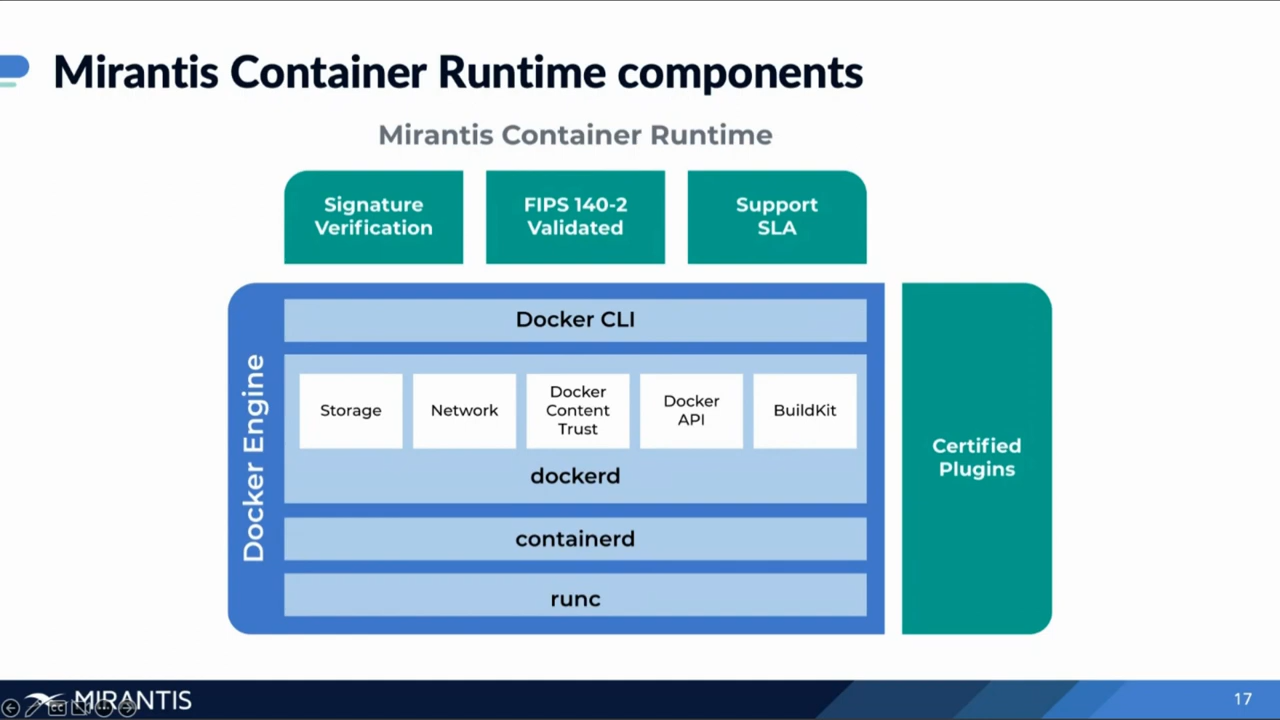 Mirantis Container Runtime components
Mirantis Container Runtime
Signature
Verification
FIPS 140-2
Validated
Support
SLA
Docker Engine
Docker CLI
Storage
Network
Docker
Content
Trust
Docker
API
BuildKit
dockerd
containerd
runc
Certified
Plugins
MIRANTIS
17